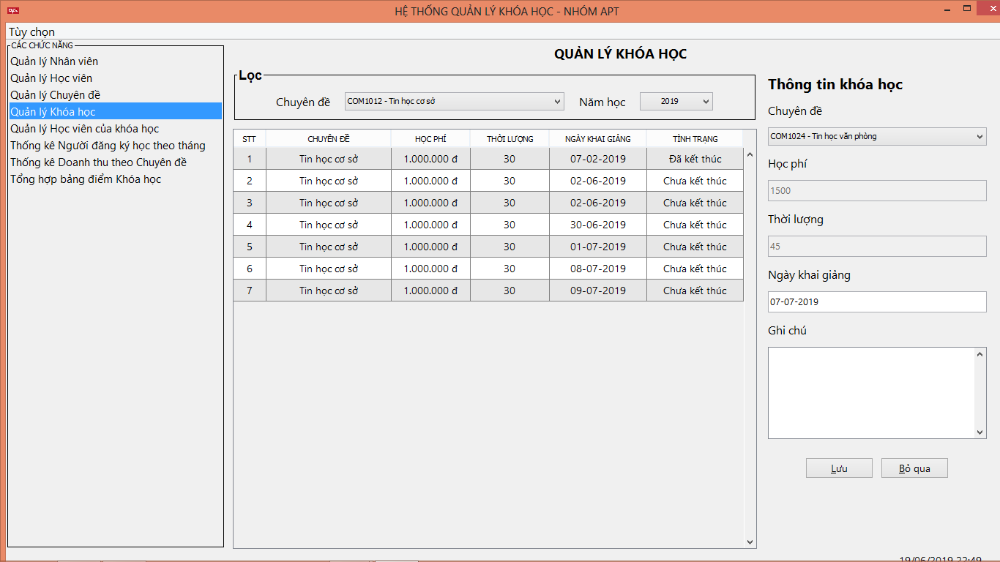 apt
HỆ THỐNG QUẢN LÝ KHÓA HỌC - NHÓM APT
Tùy chọn
CÁC CHỨC NĂNG
Quản lý Nhân viên
Quản lý Học viên
Quản lý Chuyên đề
Quản lý Khóa học
Quản lý Học viên của khóa học
Thống kê Người đăng ký học theo tháng
Thống kê Doanh thu theo Chuyên đề
Tổng hợp bảng điểm Khóa học
QUẢN LÝ KHÓA HỌC
Lọc
Chuyên đề COM1012 - Tin học cơ sở Năm học 2019
STT CHUYÊN ĐỀ HỌC PHÍ THỜI LƯỢNG NGÀY KHAI GIẢNG TÌNH TRẠNG
1 Tin học cơ sở 1.000.000 đ 30 07-02-2019 Đã kết thúc
2 Tin học cơ sở 1.000.000 đ 30 02-06-2019 Chưa kết thúc
3 Tin học cơ sở 1.000.000 đ 30 02-06-2019 Chưa kết thúc
4 Tin học cơ sở 1.000.000 đ 30 30-06-2019 Chưa kết thúc
5 Tin học cơ sở 1.000.000 đ 30 01-07-2019 Chưa kết thúc
6 Tin học cơ sở 1.000.000 đ 30 08-07-2019 Chưa kết thúc
7 Tin học cơ sở 1.000.000 đ 30 09-07-2019 Chưa kết thúc
Thông tin khóa học
Chuyên đề
COM1024 - Tin học văn phòng
Học phí
1500
Thời lượng
45
Ngày khai giảng
07-07-2019
Ghi chú
Lưu Bỏ qua
19/06/2019 22:49